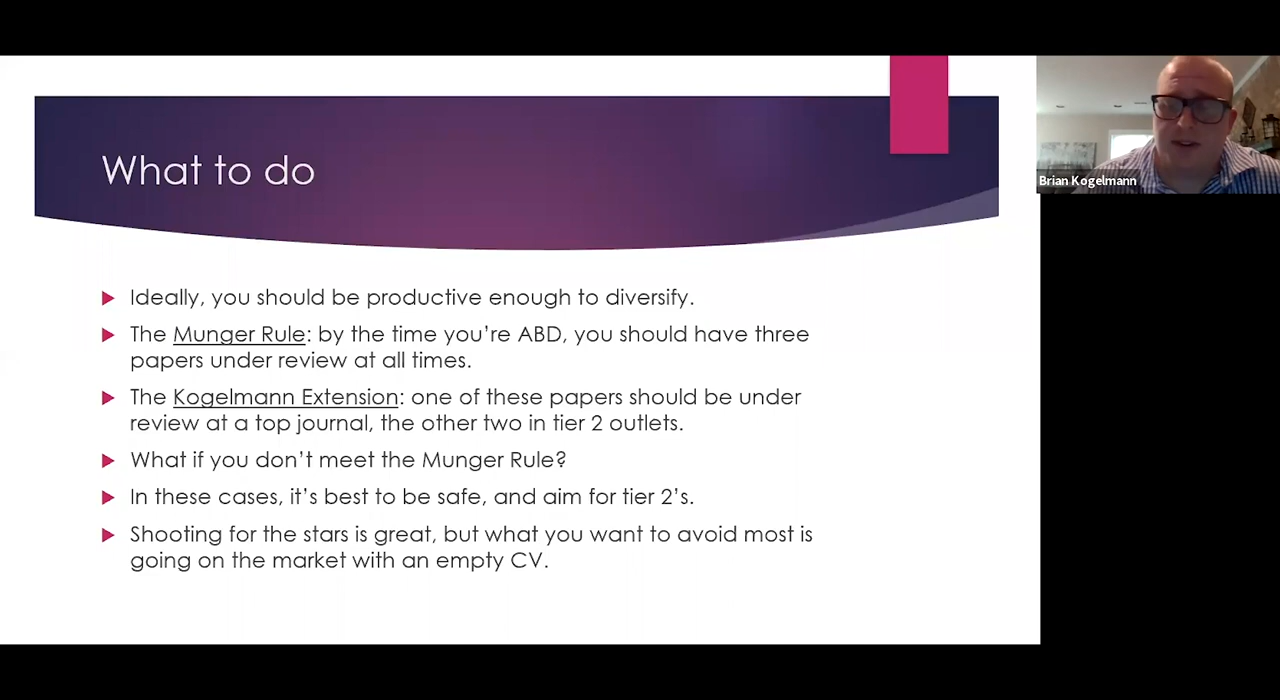 What to do
Ideally, you should be productive enough to diversify.
The Munger Rule: by the time you're ABD, you should have three
papers under review at all times.
The Kogelmann Extension: one of these papers should be under
review at a top journal, the other two in tier 2 outlets.
What if you don't meet the Munger Rule?
In these cases, it's best to be safe, and aim for tier 2's.
Shooting for the stars is great, but what you want to avoid most is
going on the market with an empty CV.
Brian Kogelmann